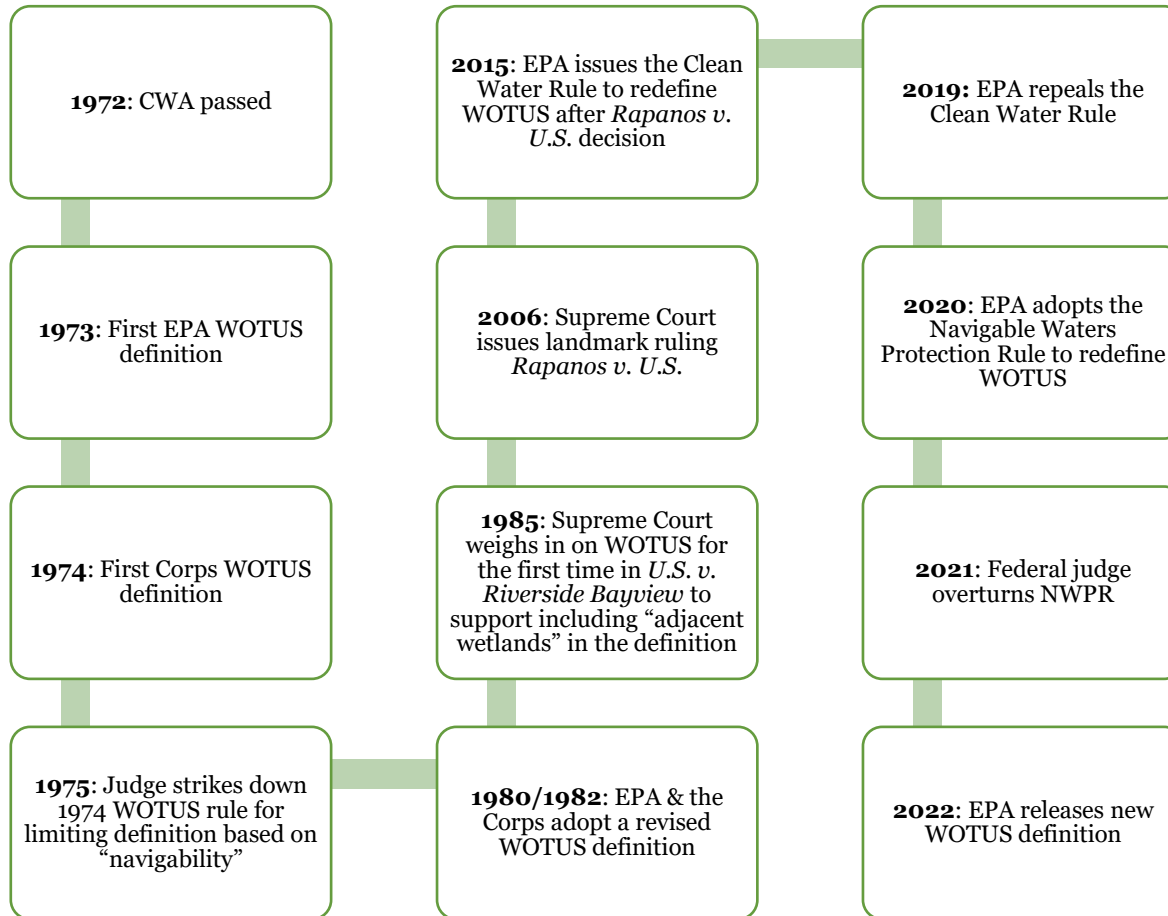 1972: CWA passed
1973: First EPA WOTUS
definition
1974: First Corps WOTUS
definition
1975: Judge strikes down
1974 WOTUS rule for
limiting definition based on
“navigability”
1980/1982: EPA & the
Corps adopt a revised
WOTUS definition
1985: Supreme Court
weighs in on WOTUS for
the first time in U.S. v.
Riverside Bayview to
support including “adjacent
wetlands” in the definition
2006: Supreme Court
issues landmark ruling
Rapanos v. U.S.
2015: EPA issues the Clean
Water Rule to redefine
WOTUS after Rapanos v.
U.S. decision
2019: EPA repeals the
Clean Water Rule
2020: EPA adopts the
Navigable Waters
Protection Rule to redefine
WOTUS
2021: Federal judge
overturns NWPR
2022: EPA releases new
WOTUS definition